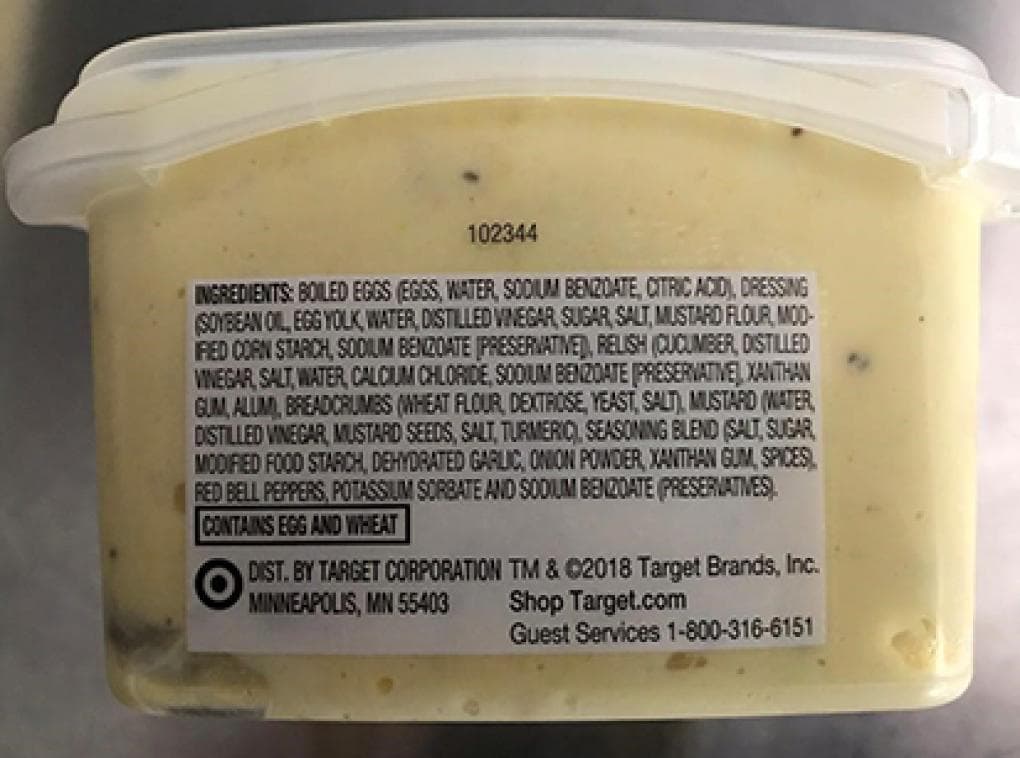 102344
INGREDIENTS: BOILED EGGS (EGGS, WATER, SODIUM BENZOATE, CITRIC ACID), DRESSING
(SOYBEAN OIL, EGG YOLK, WATER, DISTILLED VINEGAR, SUGAR, SALT, MUSTARD FLOUR, MOD-
IFIED CORN STARCH, SODIUM BENZOATE [PRESERVATIVE]), RELISH (CUCUMBER, DISTILLED
VINEGAR, SALT, WATER, CALCIUM CHLORIDE, SODIUM BENZOATE [PRESERVATIVE], XANTHAN
GUM, ALUM), BREADCRUMBS (WHEAT FLOUR, DEXTROSE, YEAST, SALT), MUSTARD (WATER,
DISTILLED VINEGAR, MUSTARD SEEDS, SALT, TURMERIC), SEASONING BLEND (SALT, SUGAR,
MODIFIED FOOD STARCH, DEHYDRATED GARLIC, ONION POWDER, XANTHAN GUM, SPICES),
RED BELL PEPPERS, POTASSIUM SORBATE AND SODIUM BENZOATE (PRESERVATIVES).
CONTAINS EGG AND WHEAT
DIST. BY TARGET CORPORATION TM & ©2018 Target Brands, Inc.
MINNEAPOLIS, MN 55403 Shop Target.com
Guest Services 1-800-316-6151